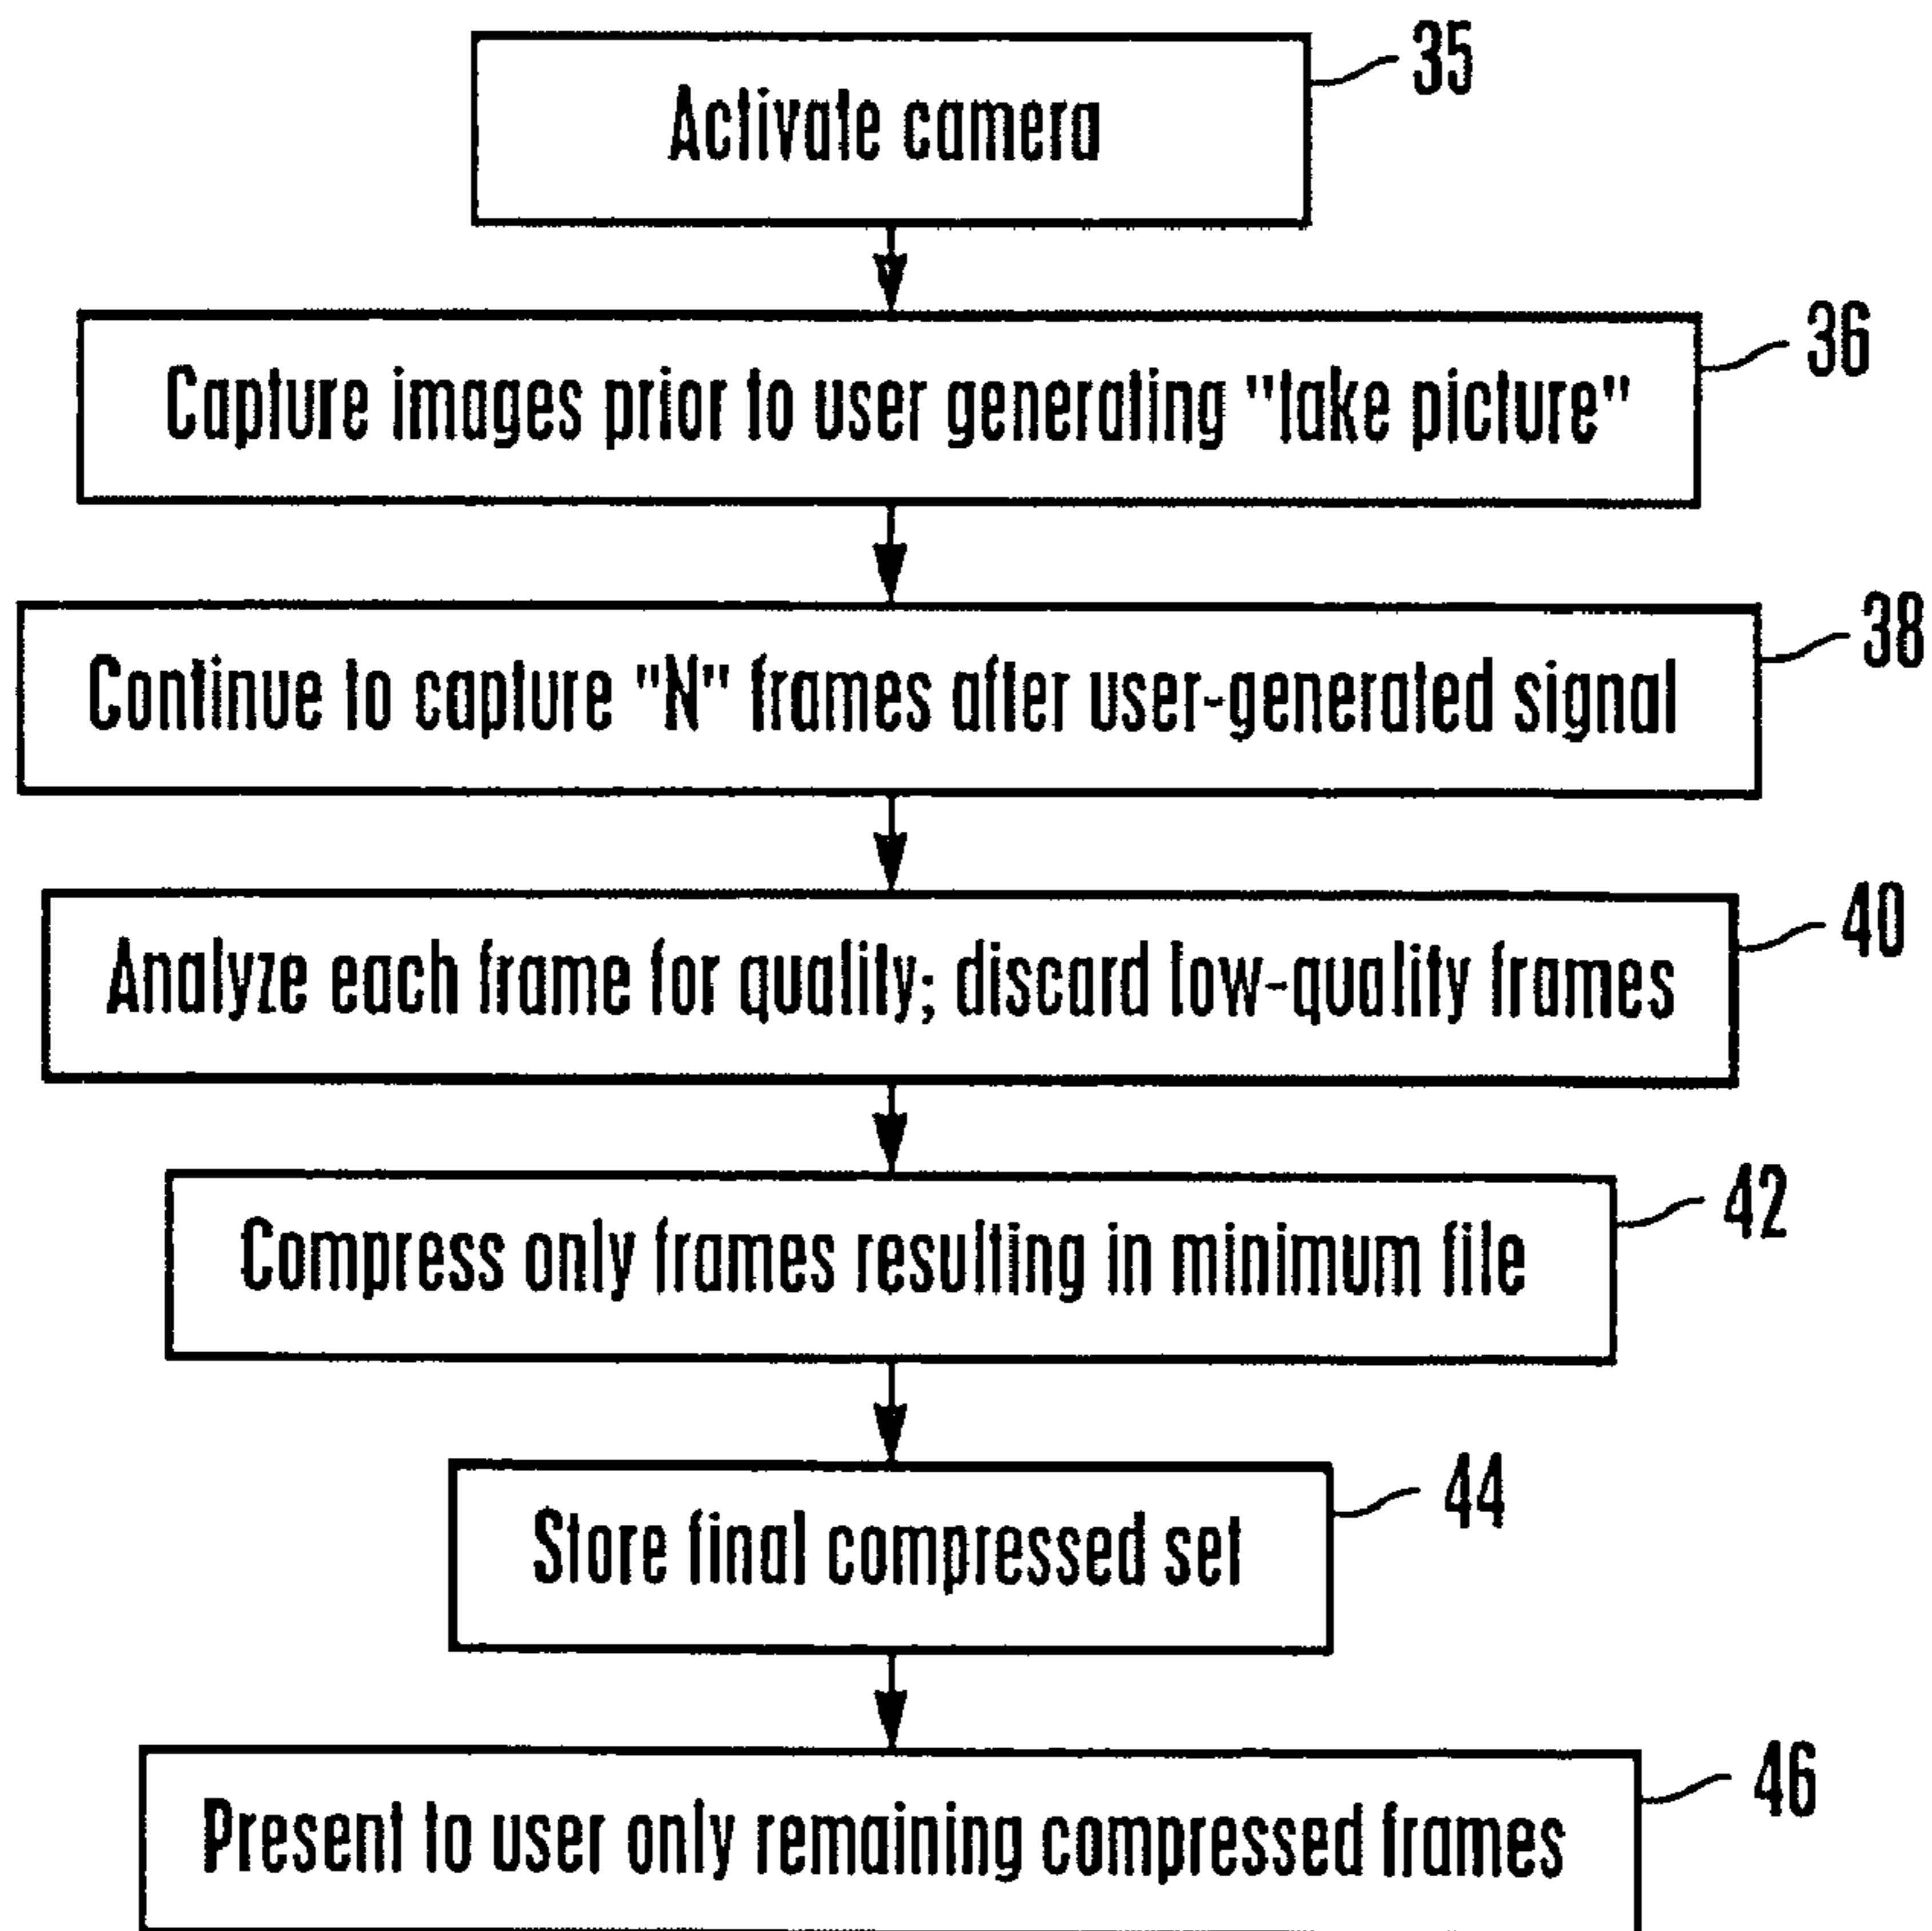 Activate camera
35
Capture images prior to user generating "take picture"
36
Continue to capture "N" frames after user-generated signal
38
Analyze each frame for quality; discard low-quality frames
40
Compress only frames resulting in minimum file
42
Store final compressed set
44
Present to user only remaining compressed frames
46